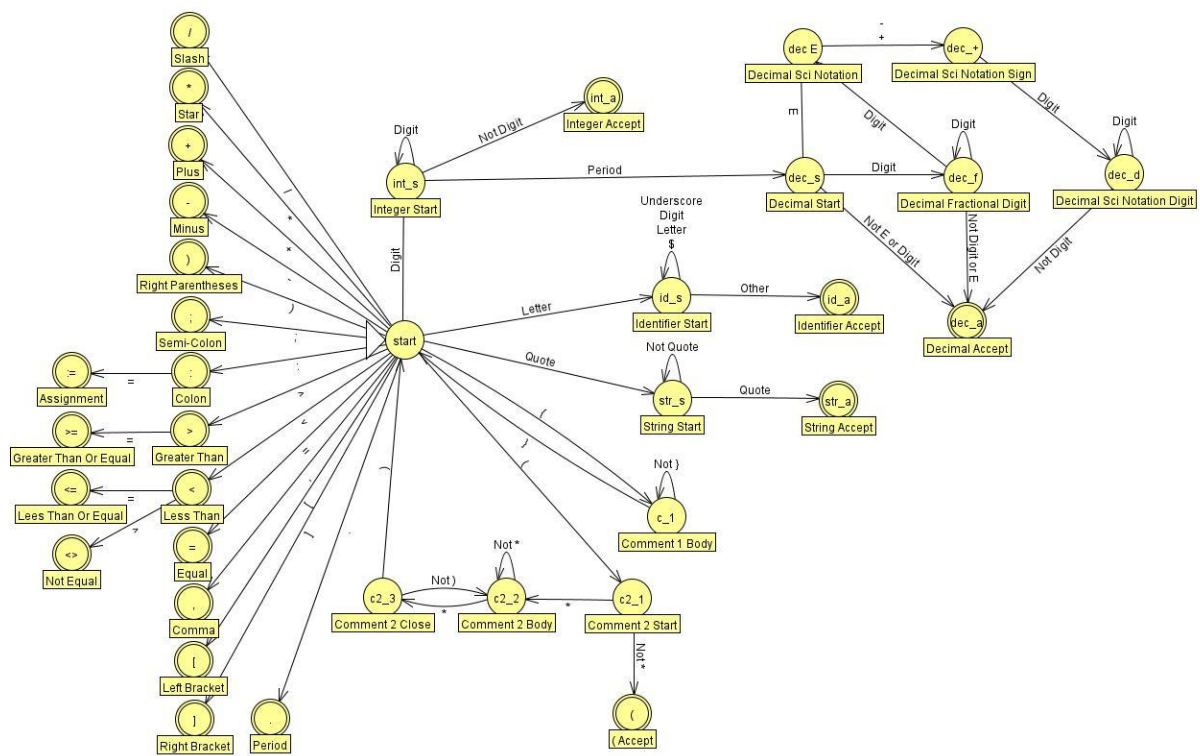 /
Slash
*
Star
+
Plus
-
Minus
)
Right Parentheses
;
Semi-Colon
:
Colon
=
:=
Assignment
>
Greater Than
=
>=
Greater Than Or Equal
<
Less Than
=
<=
Lees Than Or Equal
>
<>
Not Equal
=
Equal
,
Comma
[
Left Bracket
]
Right Bracket
.
Period
start
/
*
+
-
)
;
:
>
<
=
,
[
]
.
Digit
Digit
int_s
Integer Start
Not Digit
int_a
Integer Accept
Period
dec_s
Decimal Start
E
dec E
Decimal Sci Notation
-
+
dec_+
Decimal Sci Notation Sign
Digit
Digit
Digit
dec_f
Decimal Fractional Digit
Digit
Digit
dec_d
Decimal Sci Notation Digit
Not E or Digit
Not Digit or E
Not Digit
dec_a
Decimal Accept
Letter
Underscore
Digit
Letter
$
id_s
Identifier Start
Other
id_a
Identifier Accept
Quote
Not Quote
str_s
String Start
Quote
str_a
String Accept
}
Not }
c_1
Comment 1 Body
(
c2_1
Comment 2 Start
*
Not *
c2_2
Comment 2 Body
*
Not )
c2_3
Comment 2 Close
Not *
(
( Accept